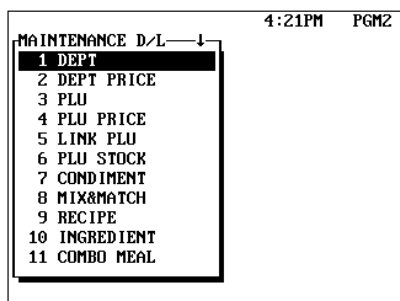 4:21PM PGM2
MAINTENANCE D/L↓
1 DEPT
2 DEPT PRICE
3 PLU
4 PLU PRICE
5 LINK PLU
6 PLU STOCK
7 CONDIMENT
8 MIX&MATCH
9 RECIPE
10 INGREDIENT
11 COMBO MEAL